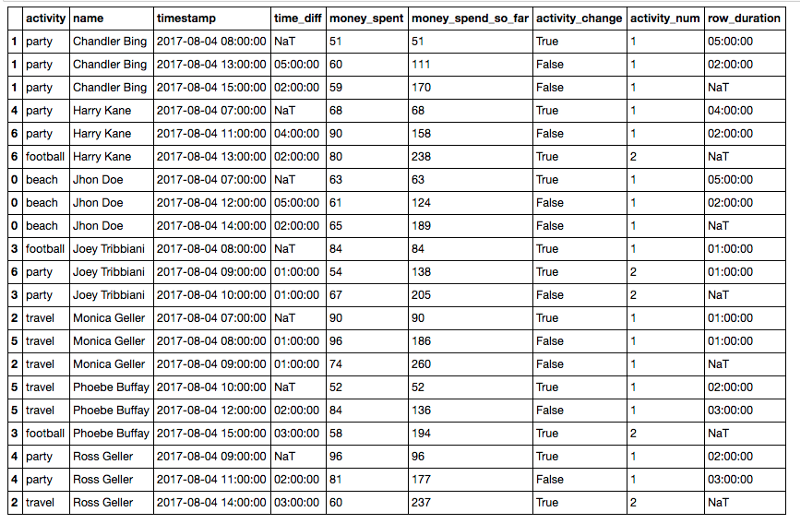 activity name timestamp time_diff money_spent money_spend_so_far activity_change activity_num row_duration
1 party Chandler Bing 2017-08-04 08:00:00 NaT 51 51 True 1 05:00:00
1 party Chandler Bing 2017-08-04 13:00:00 05:00:00 60 111 False 1 02:00:00
1 party Chandler Bing 2017-08-04 15:00:00 02:00:00 59 170 False 1 NaT
4 party Harry Kane 2017-08-04 07:00:00 NaT 68 68 True 1 04:00:00
6 party Harry Kane 2017-08-04 11:00:00 04:00:00 90 158 False 1 02:00:00
6 football Harry Kane 2017-08-04 13:00:00 02:00:00 80 238 True 2 NaT
0 beach Jhon Doe 2017-08-04 07:00:00 NaT 63 63 True 1 05:00:00
0 beach Jhon Doe 2017-08-04 12:00:00 05:00:00 61 124 False 1 02:00:00
0 beach Jhon Doe 2017-08-04 14:00:00 02:00:00 65 189 False 1 NaT
3 football Joey Tribbiani 2017-08-04 08:00:00 NaT 84 84 True 1 01:00:00
6 party Joey Tribbiani 2017-08-04 09:00:00 01:00:00 54 138 True 2 01:00:00
3 party Joey Tribbiani 2017-08-04 10:00:00 01:00:00 67 205 False 2 NaT
2 travel Monica Geller 2017-08-04 07:00:00 NaT 90 90 True 1 01:00:00
5 travel Monica Geller 2017-08-04 08:00:00 01:00:00 96 186 False 1 01:00:00
2 travel Monica Geller 2017-08-04 09:00:00 01:00:00 74 260 False 1 NaT
5 travel Phoebe Buffay 2017-08-04 10:00:00 NaT 52 52 True 1 02:00:00
5 travel Phoebe Buffay 2017-08-04 12:00:00 02:00:00 84 136 False 1 03:00:00
3 football Phoebe Buffay 2017-08-04 15:00:00 03:00:00 58 194 True 2 NaT
4 party Ross Geller 2017-08-04 09:00:00 NaT 96 96 True 1 02:00:00
4 party Ross Geller 2017-08-04 11:00:00 02:00:00 81 177 False 1 03:00:00
2 travel Ross Geller 2017-08-04 14:00:00 03:00:00 60 237 True 2 NaT